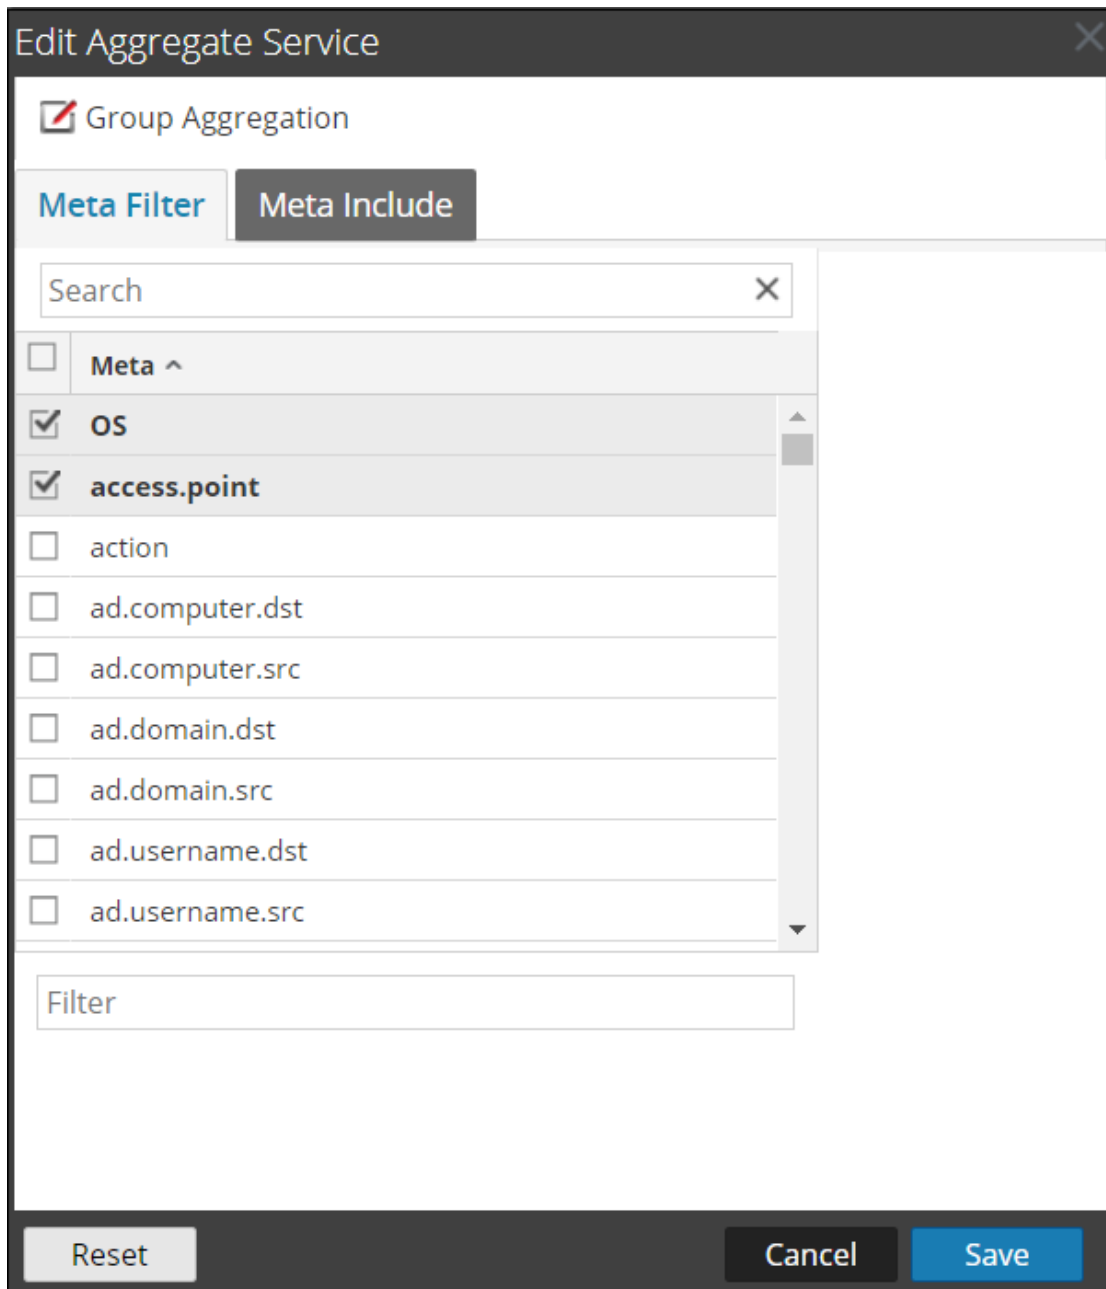 Edit Aggregate Service
Group Aggregation
Meta Filter
Meta Include
Search
Meta
OS
access.point
action
ad.computer.dst
ad.computer.src
ad.domain.dst
ad.domain.src
ad.username.dst
ad.username.src
Filter
Reset
Cancel
Save